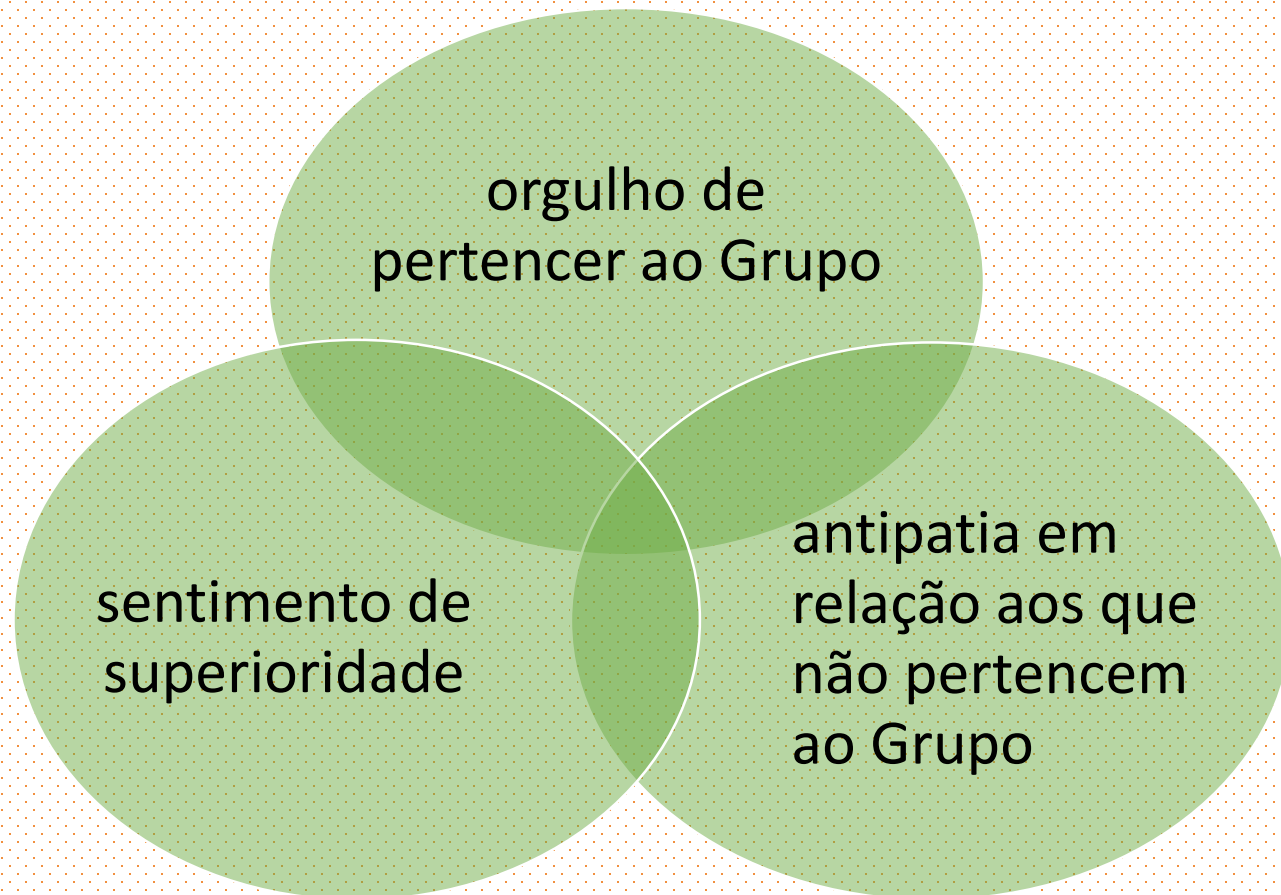 orgulho de
pertencer ao Grupo
sentimento de
superioridade
antipatia em
relação aos que
não pertencem
ao Grupo